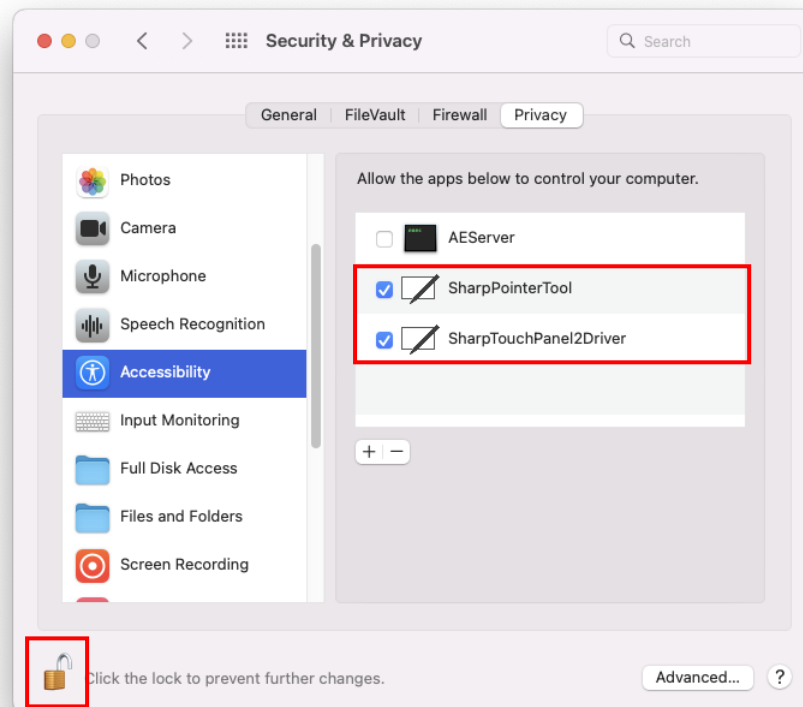 Security & Privacy
Search
General FileVault Firewall Privacy
Photos
Camera
Microphone
Speech Recognition
Accessibility
Input Monitoring
Full Disk Access
Files and Folders
Screen Recording
Allow the apps below to control your computer.
AEServer
SharpPointerTool
SharpTouchPanel2Driver
+ −
Click the lock to prevent further changes.
Advanced... ?